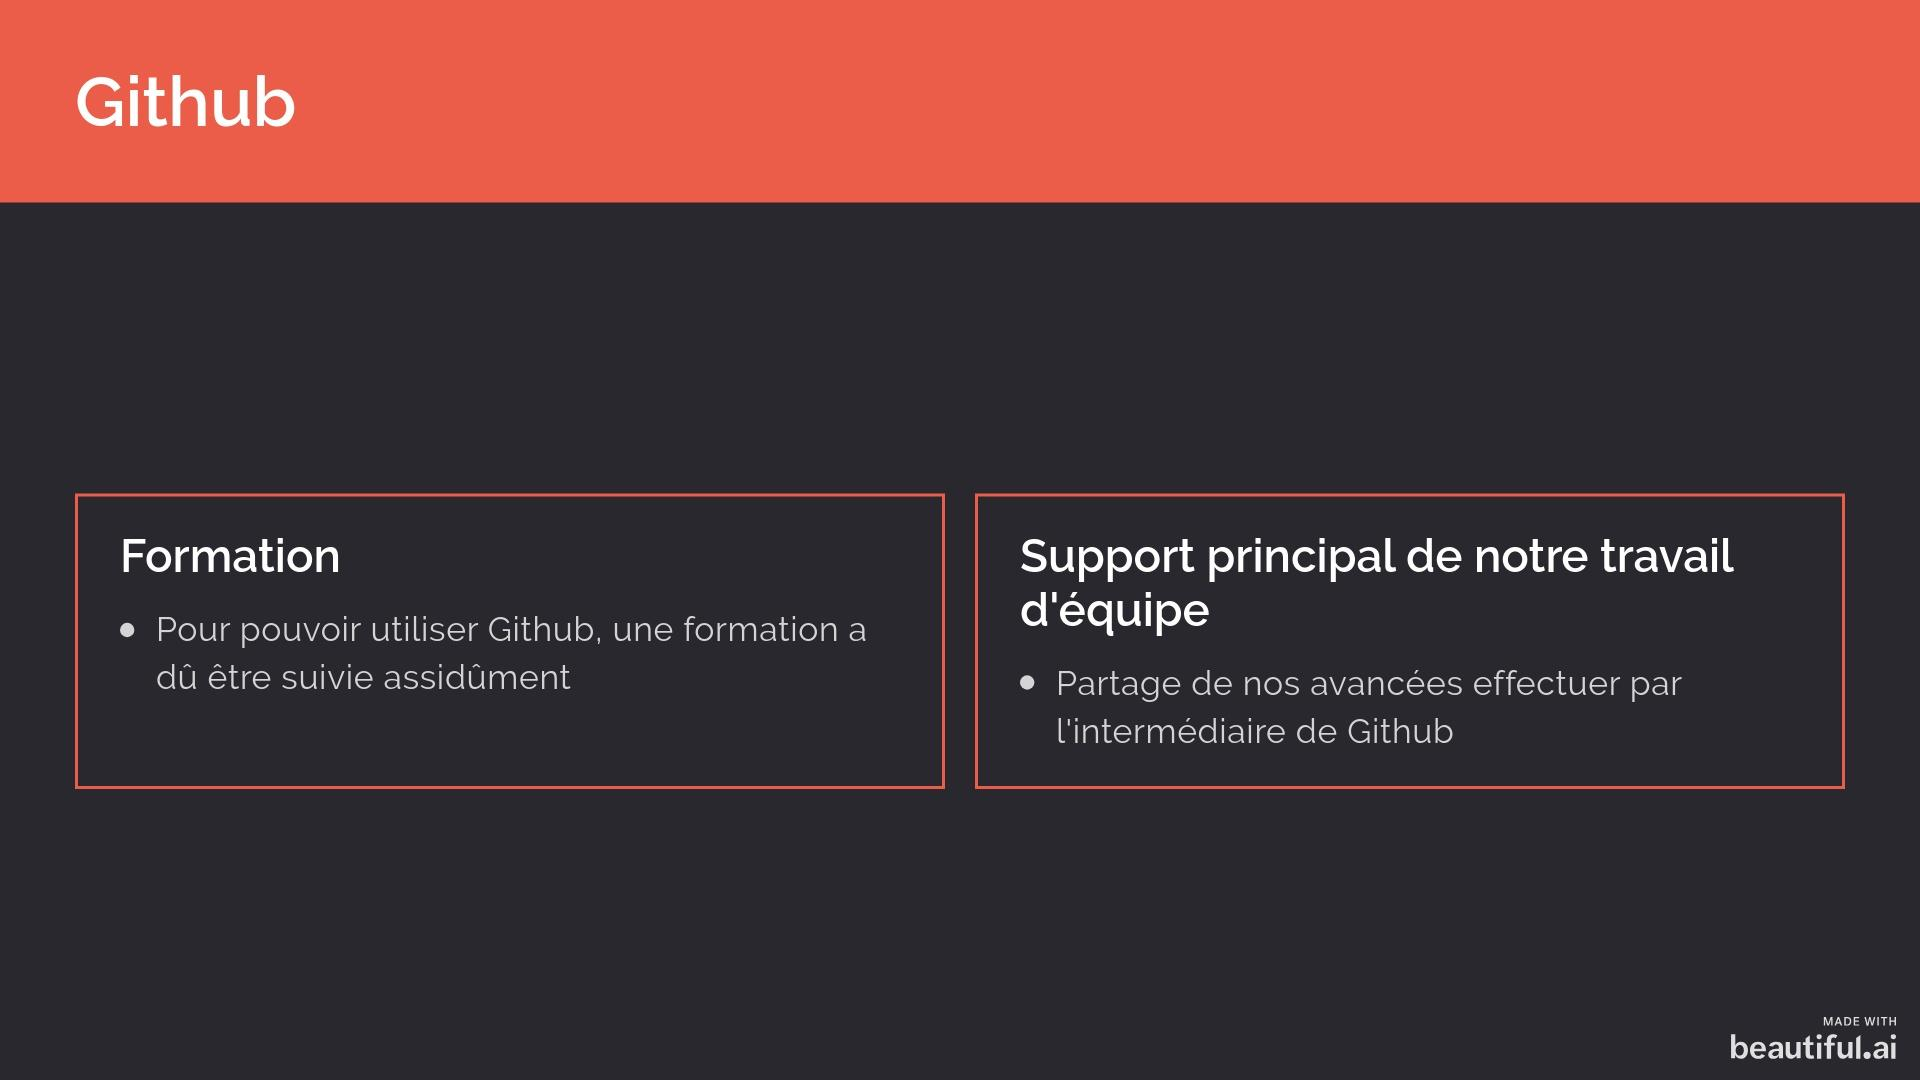 Github
Formation
Pour pouvoir utiliser Github, une formation a
dû être suivie assidûment
Support principal de notre travail
d'équipe
Partage de nos avancées effectuer par
l'intermédiaire de Github
MADE WITH
beautiful.ai